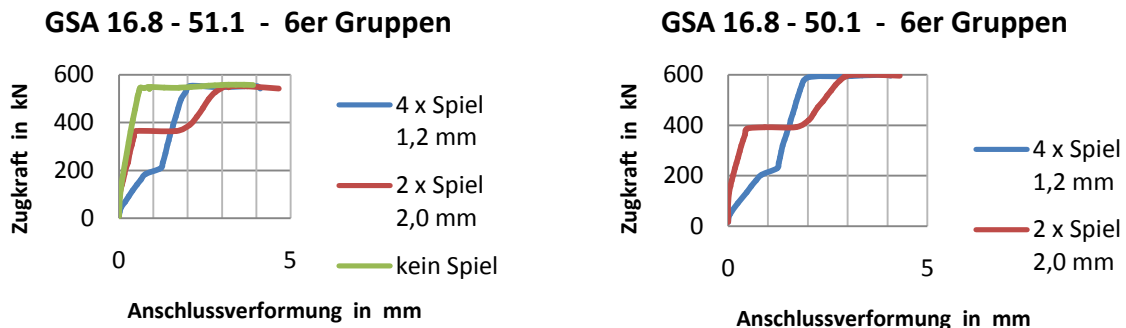 GSA 16.8 - 51.1 - 6er Gruppen
Zugkraft in kN
600
400
200
0
0
5
Anschlussverformung in mm
4 x Spiel
1,2 mm
2 x Spiel
2,0 mm
kein Spiel
GSA 16.8 - 50.1 - 6er Gruppen
Zugkraft in kN
600
400
200
0
0
5
Anschlussverformung in mm
4 x Spiel
1,2 mm
2 x Spiel
2,0 mm